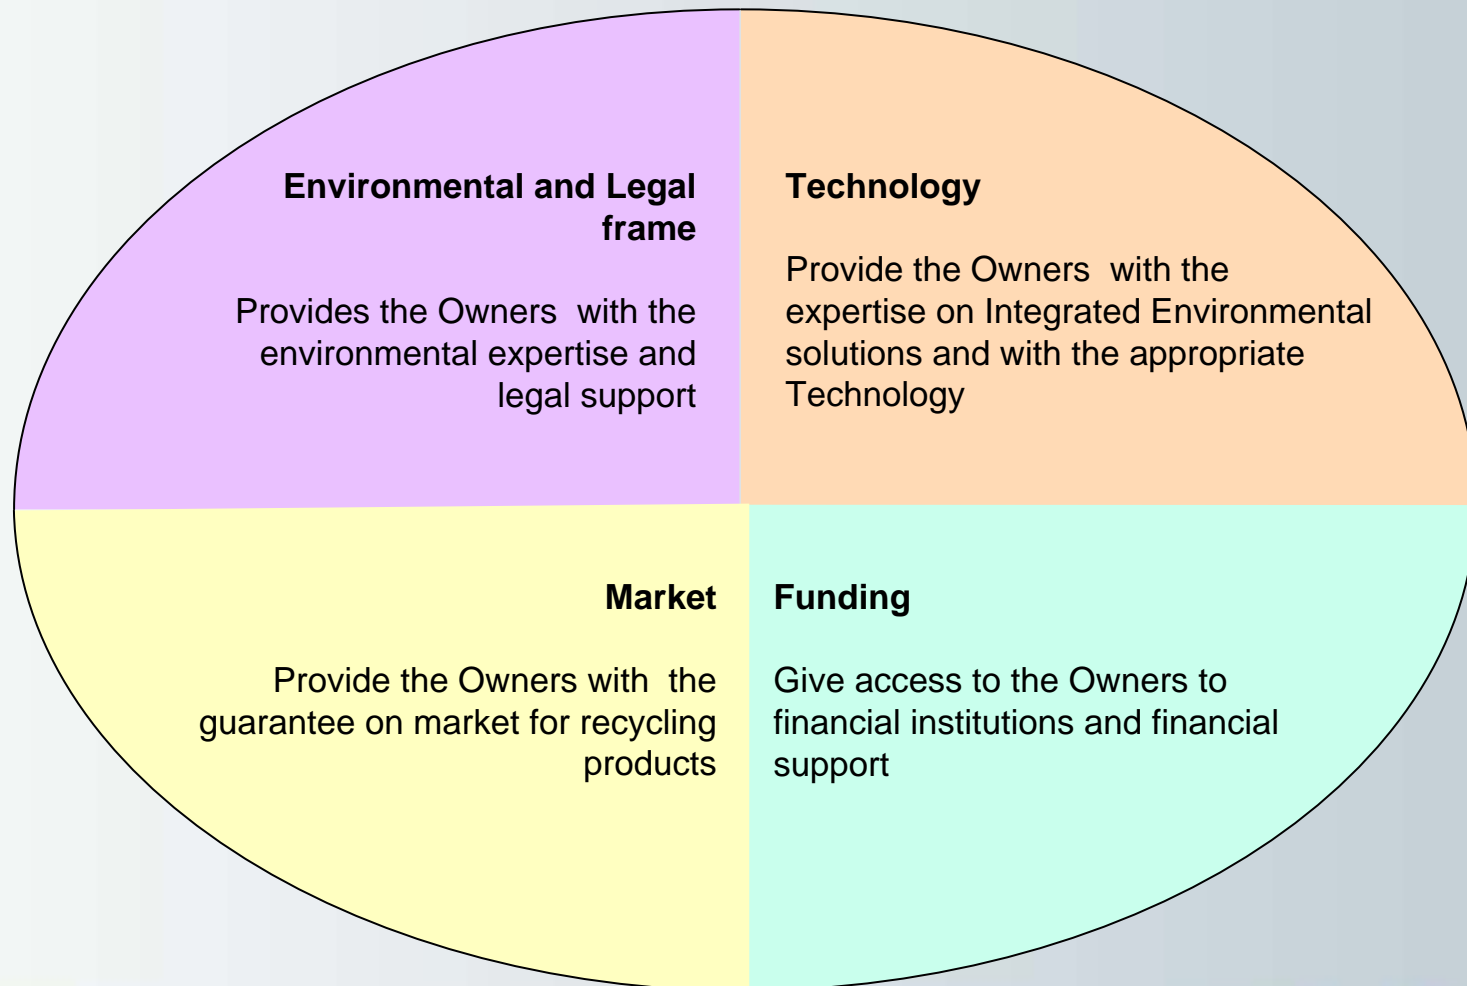 Environmental and Legal
frame
Provides the Owners  with the
environmental expertise and
legal support
Technology
Provide the Owners  with the
expertise on Integrated Environmental
solutions and with the appropriate
Technology
Market
Provide the Owners with  the
guarantee on market for recycling
products
Funding
Give access to the Owners to
financial institutions and financial
support